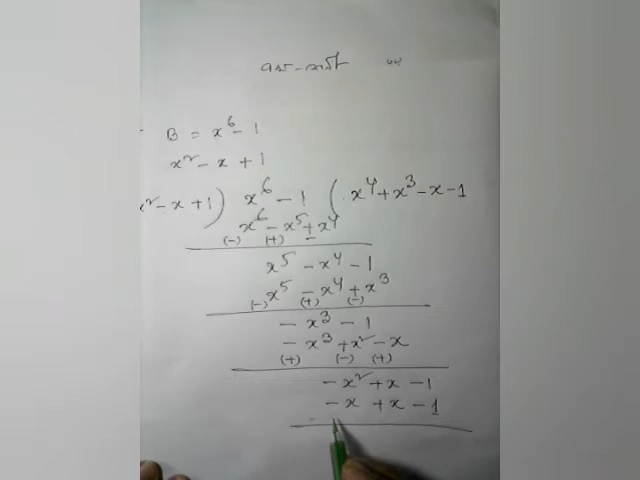 B = x⁶ - 1
x² - x + 1
x² - x + 1) x⁶ - 1 (x⁴ + x³ - x - 1
x⁶ - x⁵ + x⁴
(-) (+) -
x⁵ - x⁴ - 1
x⁵ - x⁴ + x³
(-) (+) (-)
- x³ - 1
- x³ + x² - x
(+) (-) (+)
- x² + x - 1
- x + x - 1